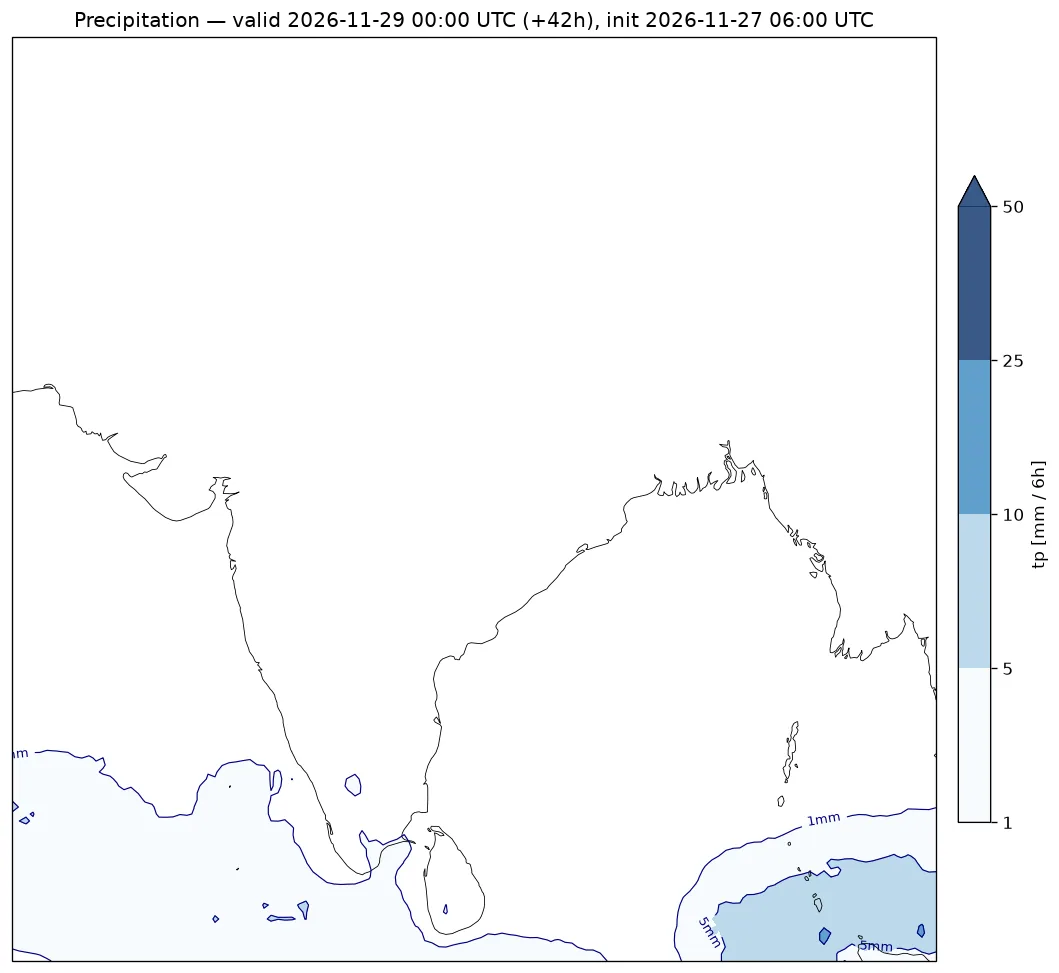 Precipitation — valid 2026-11-29 00:00 UTC (+42h), init 2026-11-27 06:00 UTC
50
25
10
5
1
tp [mm / 6h]
m
1mm
5mm
5mm